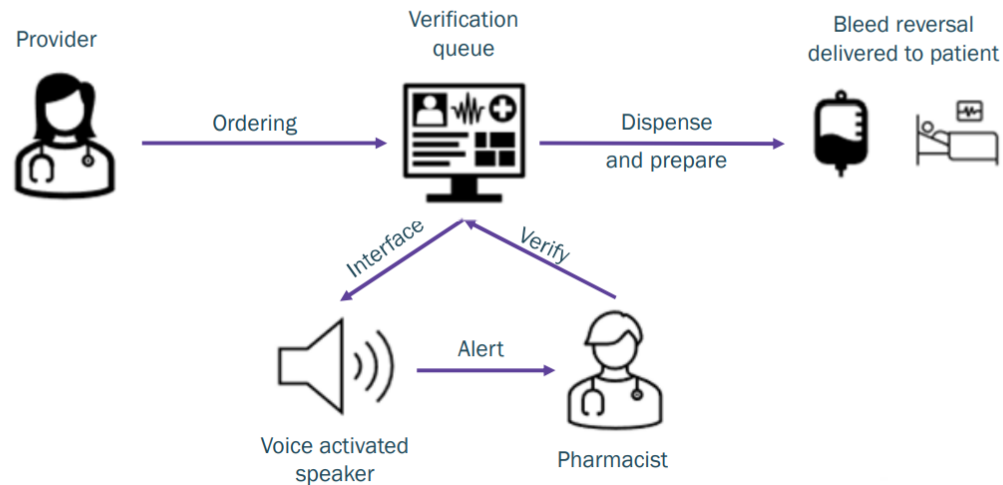 Provider
Ordering
Verification
queue
Dispense
and prepare
Bleed reversal
delivered to patient
Interface
Verify
Voice activated
speaker
Alert
Pharmacist